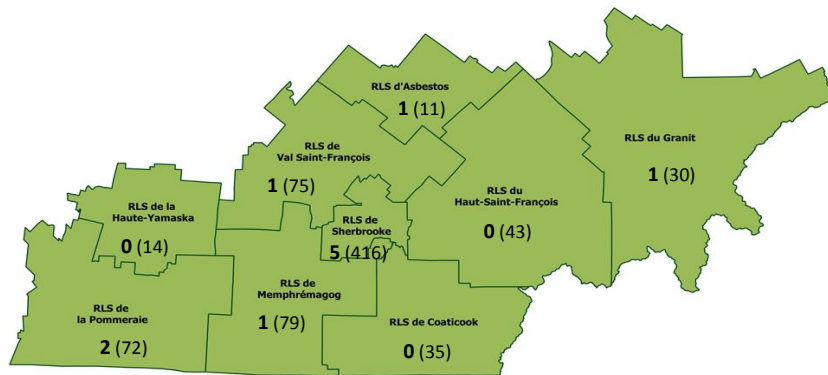 RLS d'Asbestos
1 (11)
RLS du Granit
1 (30)
RLS de
Val Saint-François
1 (75)
RLS du
Haut-Saint-François
0 (43)
RLS de la
Haute-Yamaska
0 (14)
RLS de
Sherbrooke
5 (416)
RLS de
Memphrémagog
1 (79)
RLS de
la Pommeraie
2 (72)
RLS de Coaticook
0 (35)